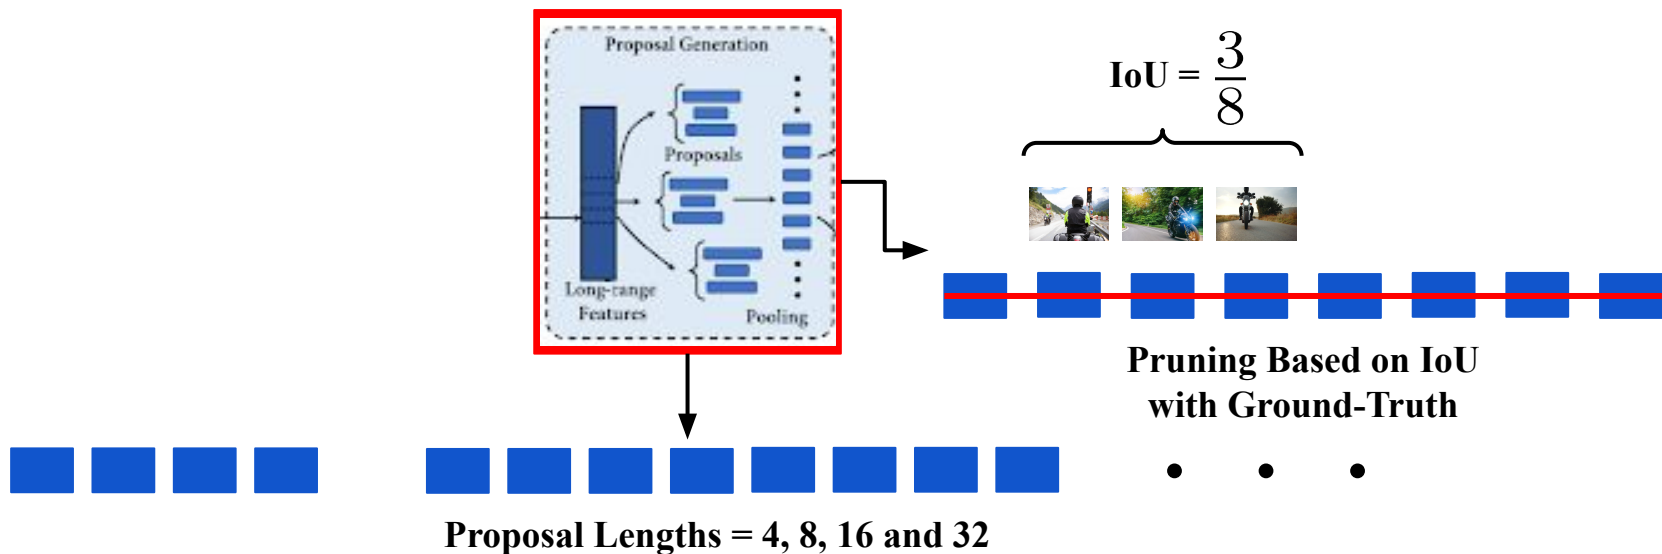 Proposal Generation
Proposals
Long-range
Features
Pooling
IoU = 3/8
Pruning Based on IoU
with Ground-Truth
Proposal Lengths = 4, 8, 16 and 32